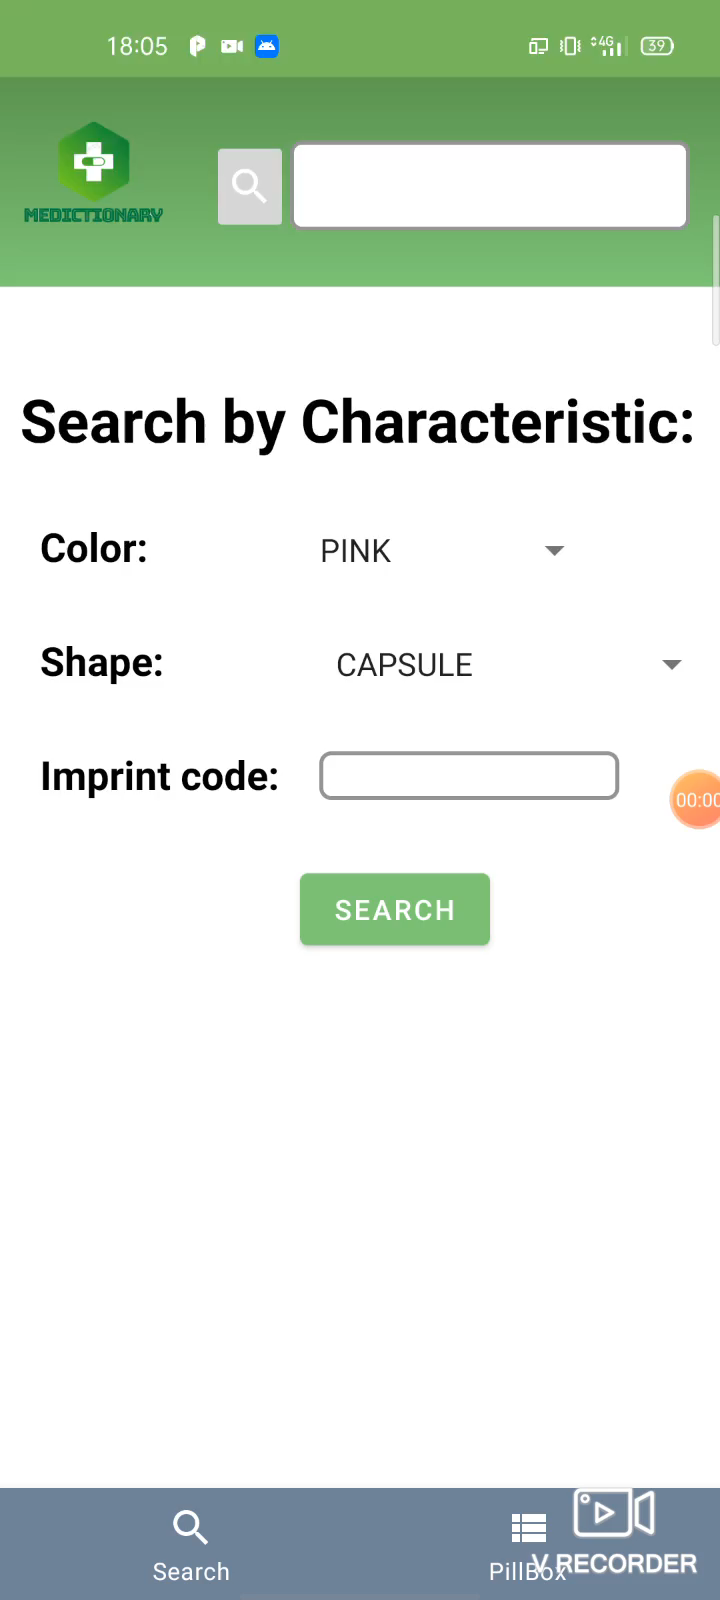 18:05 4G 39
MEDICTIONARY
Search by Characteristic:
Color: PINK
Shape: CAPSULE
Imprint code:
00:00
SEARCH
Search PillBox
V.RECORDER